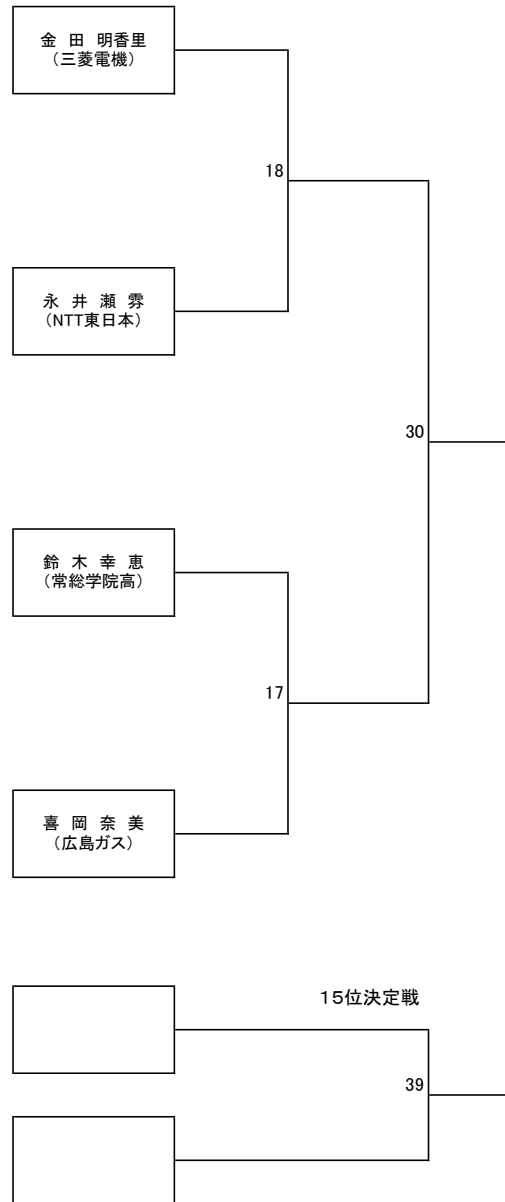 金 田 明香里
（三菱電機）
18
永 井 瀬 雰
（NTT東日本）
30
鈴 木 幸 恵
（常総学院高）
17
喜 岡 奈 美
（広島ガス）
15位決定戦
39